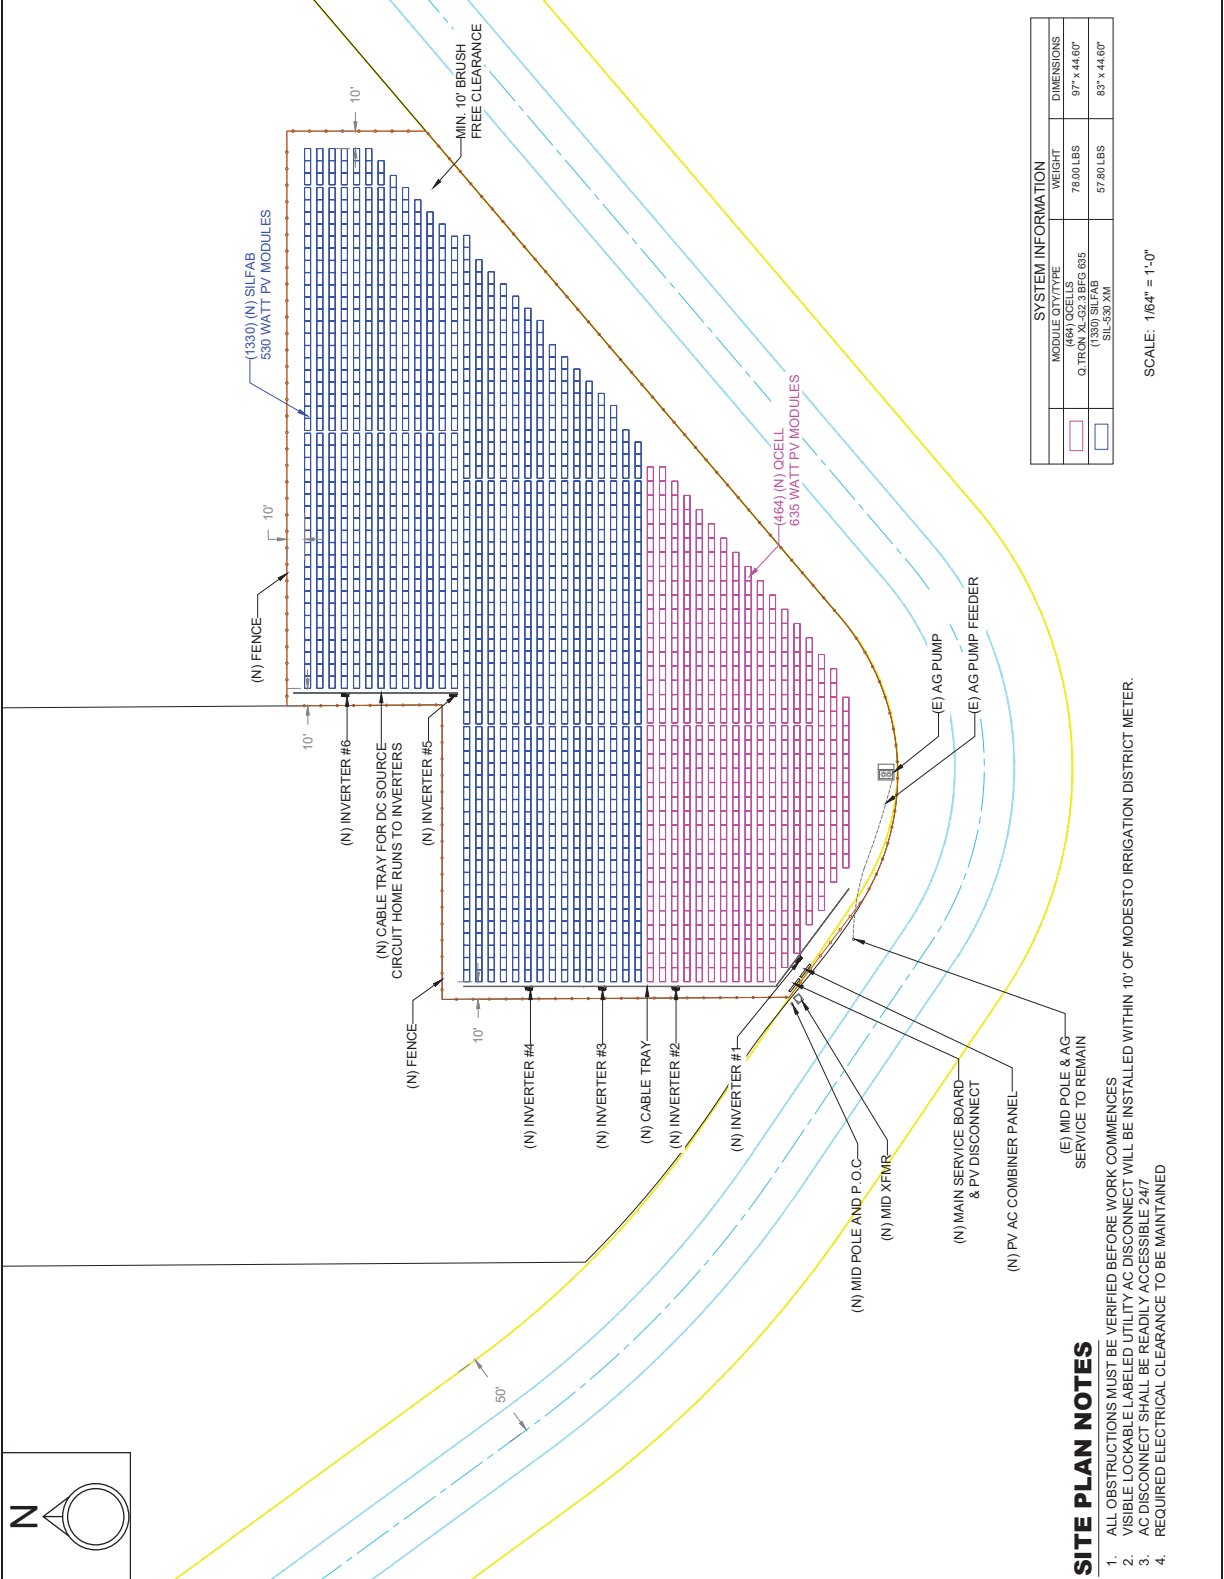 N
50'
(N) FENCE
10'
(N) FENCE
10'
10'
10'
(1330) (N) SILFAB
530 WATT PV MODULES
MIN. 10' BRUSH
FREE CLEARANCE
(N) INVERTER #6
(N) CABLE TRAY FOR DC SOURCE
CIRCUIT HOME RUNS TO INVERTERS
(N) INVERTER #5
(N) INVERTER #4
(N) INVERTER #3
(N) CABLE TRAY
(N) INVERTER #2
(N) INVERTER #1
(464) (N) QCELL
635 WATT PV MODULES
(N) MID POLE AND P.O.C
(N) MID XFMR
(N) MAIN SERVICE BOARD
& PV DISCONNECT
(N) PV AC COMBINER PANEL
(E) MID POLE & AG
SERVICE TO REMAIN
(E) AG PUMP
(E) AG PUMP FEEDER
SYSTEM INFORMATION
MODULE QTY/TYPE WEIGHT DIMENSIONS
(464) QCELLS
Q.TRON XL-G2.3 BFG 635 78.00 LBS 97" x 44.60"
(1330) SILFAB
SIL-530 XM 57.80 LBS 83" x 44.60"
SCALE: 1/64" = 1'-0"
SITE PLAN NOTES
1. ALL OBSTRUCTIONS MUST BE VERIFIED BEFORE WORK COMMENCES
2. VISIBLE LOCKABLE LABELED UTILITY AC DISCONNECT WILL BE INSTALLED WITHIN 10' OF MODESTO IRRIGATION DISTRICT METER.
3. AC DISCONNECT SHALL BE READILY ACCESSIBLE 24/7
4. REQUIRED ELECTRICAL CLEARANCE TO BE MAINTAINED